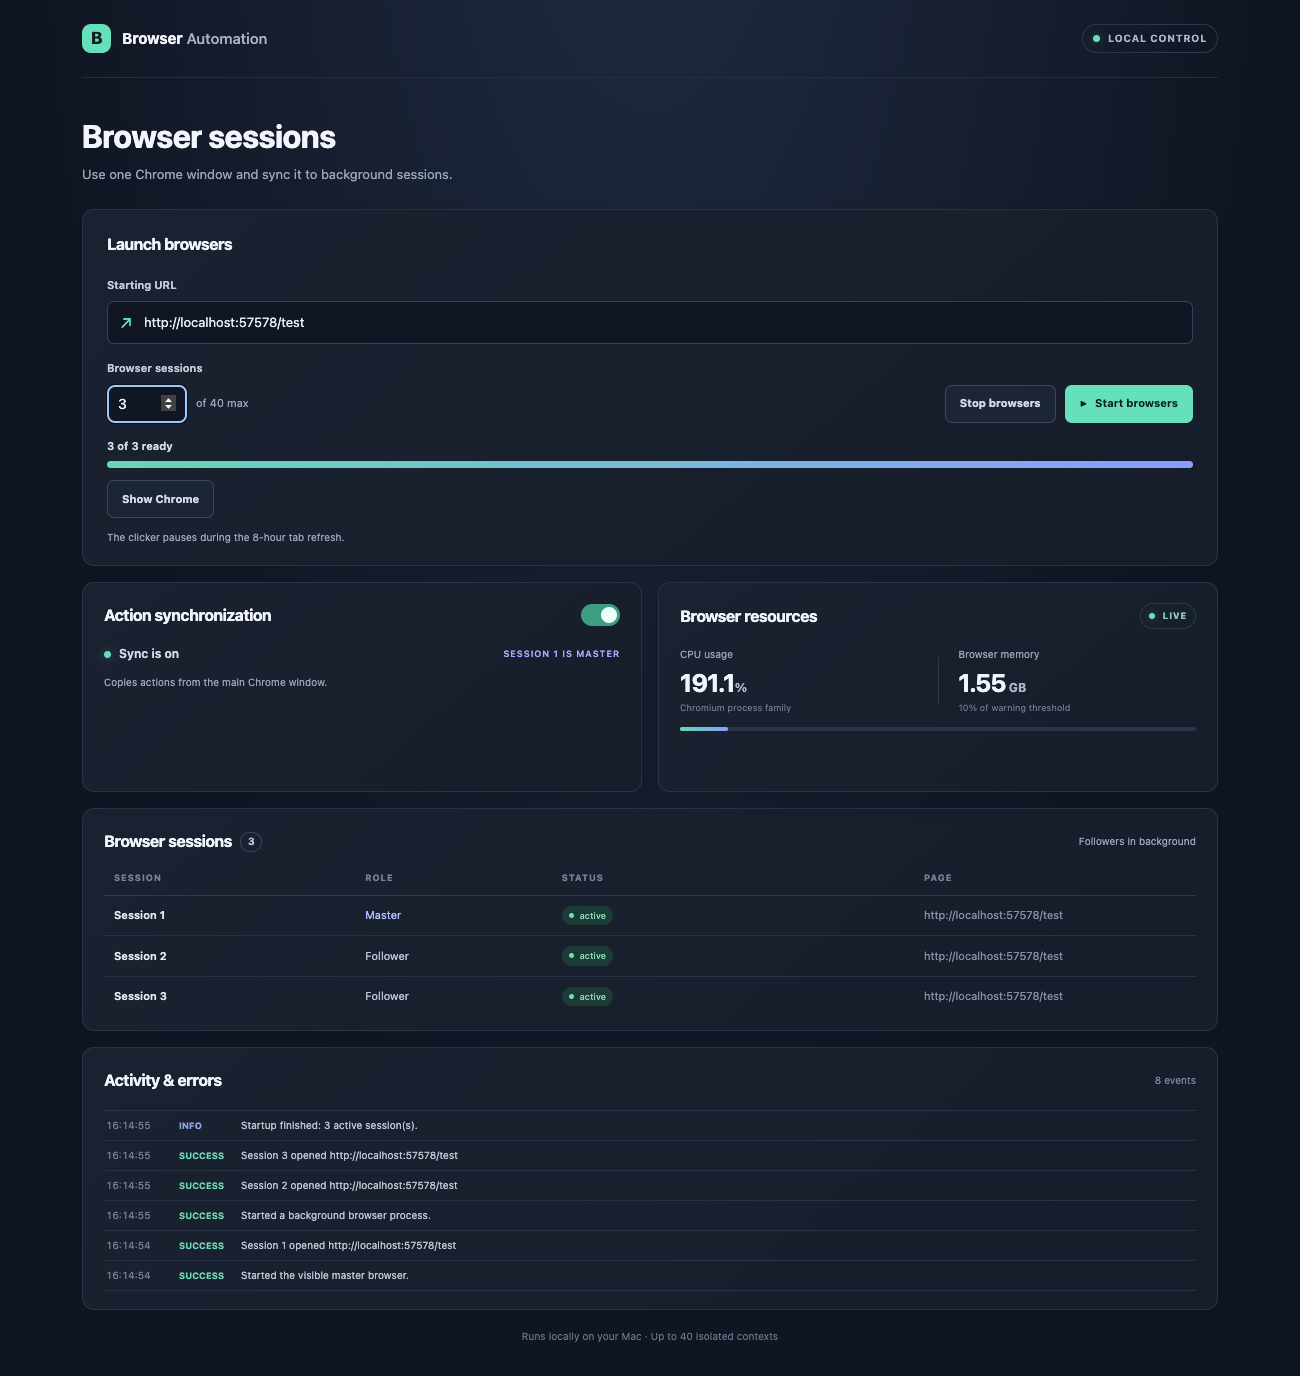 B Browser Automation
LOCAL CONTROL
Browser sessions
Use one Chrome window and sync it to background sessions.
Launch browsers
Starting URL
http://localhost:57578/test
Browser sessions
3 of 40 max
Stop browsers
Start browsers
3 of 3 ready
Show Chrome
The clicker pauses during the 8-hour tab refresh.
Action synchronization
Sync is on
SESSION 1 IS MASTER
Copies actions from the main Chrome window.
Browser resources
LIVE
CPU usage
191.1%
Chromium process family
Browser memory
1.55 GB
10% of warning threshold
Browser sessions 3
Followers in background
SESSION ROLE STATUS PAGE
Session 1 Master active http://localhost:57578/test
Session 2 Follower active http://localhost:57578/test
Session 3 Follower active http://localhost:57578/test
Activity & errors
8 events
16:14:55 INFO Startup finished: 3 active session(s).
16:14:55 SUCCESS Session 3 opened http://localhost:57578/test
16:14:55 SUCCESS Session 2 opened http://localhost:57578/test
16:14:55 SUCCESS Started a background browser process.
16:14:54 SUCCESS Session 1 opened http://localhost:57578/test
16:14:54 SUCCESS Started the visible master browser.
Runs locally on your Mac · Up to 40 isolated contexts